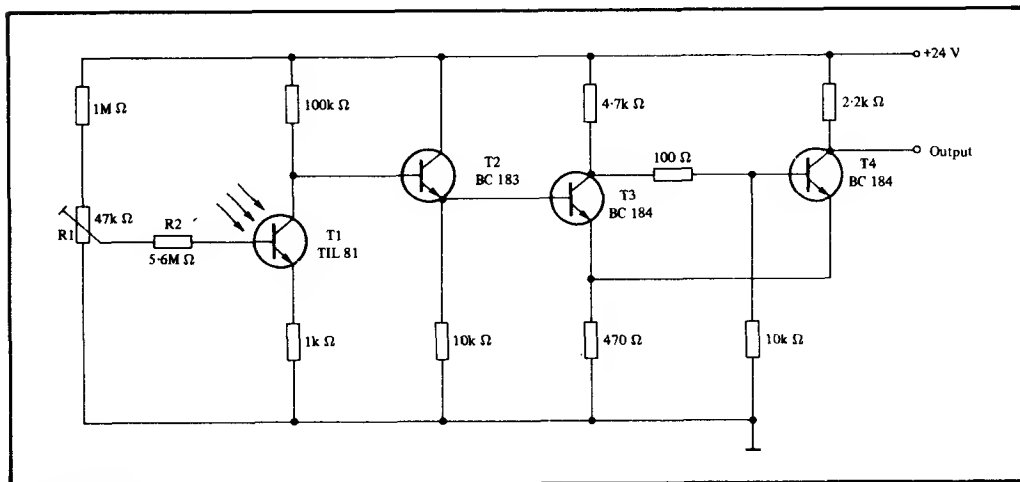 +24 V
1M Ω
100k Ω
4·7k Ω
2·2k Ω
100 Ω
Output
T2
BC 183
T4
BC 184
T3
BC 184
47k Ω
R1
R2
5·6M Ω
T1
TIL 81
1k Ω
10k Ω
470 Ω
10k Ω